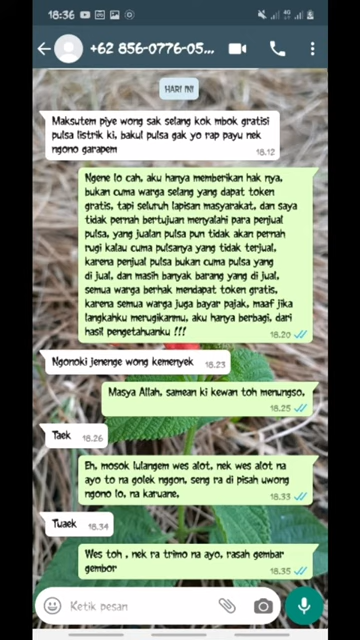 18:36
+62 856-0776-05...
HARI INI
Maksutem piye wong sak selang kok mbok gratisi
pulsa listrik ki, bakul pulsa gak yo rap payu nek
ngono garapem
18.12
Ngene lo cah, aku hanya memberikan hak nya,
bukan cuma warga selang yang dapat token
gratis, tapi seluruh lapisan masyarakat, dan saya
tidak pernah bertujuan menyalahi para penjual
pulsa, yang jualan pulsa pun tidak akan pernah
rugi kalau cuma pulsanya yang tidak terjual,
karena penjual pulsa bukan cuma pulsa yang
di jual, dan masih banyak barang yang di jual,
semua warga berhak mendapat token gratis,
karena semua warga juga bayar pajak, maaf jika
langkahku merugikanmu, aku hanya berbagi, dari
hasil pengetahuanku !!!
18.20
Ngonoki jenenge wong kemenyek
18.23
Masya Allah, samean ki kewan toh menungso,
18.25
Taek
18.26
Eh, mosok lulangem wes alot, nek wes alot na
ayo to na golek nggon, seng ra di pisah uwong
ngono lo, na karuane,
18.33
Tuaek
18.34
Wes toh , nek ra trimo na ayo, rasah gembar
gembor
18.35
Ketik pesan